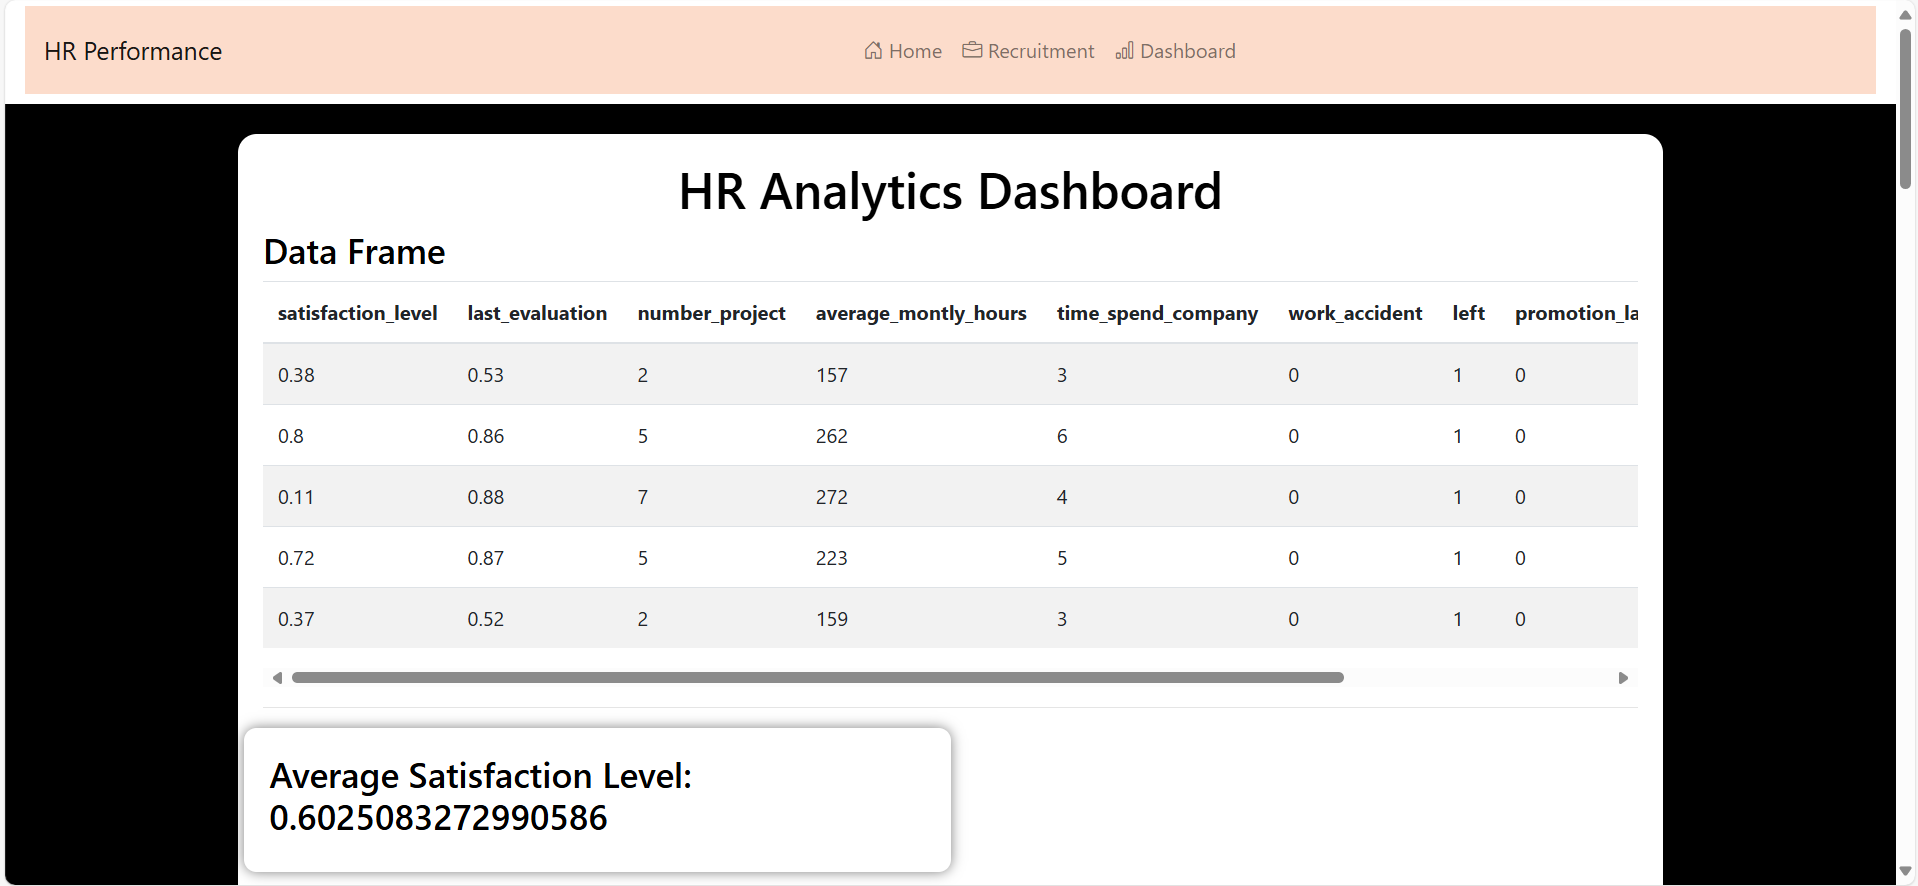 HR Performance Home Recruitment Dashboard
HR Analytics Dashboard
Data Frame
satisfaction_level last_evaluation number_project average_montly_hours time_spend_company work_accident left promotion_la
0.38 0.53 2 157 3 0 1 0
0.8 0.86 5 262 6 0 1 0
0.11 0.88 7 272 4 0 1 0
0.72 0.87 5 223 5 0 1 0
0.37 0.52 2 159 3 0 1 0
Average Satisfaction Level:
0.6025083272990586